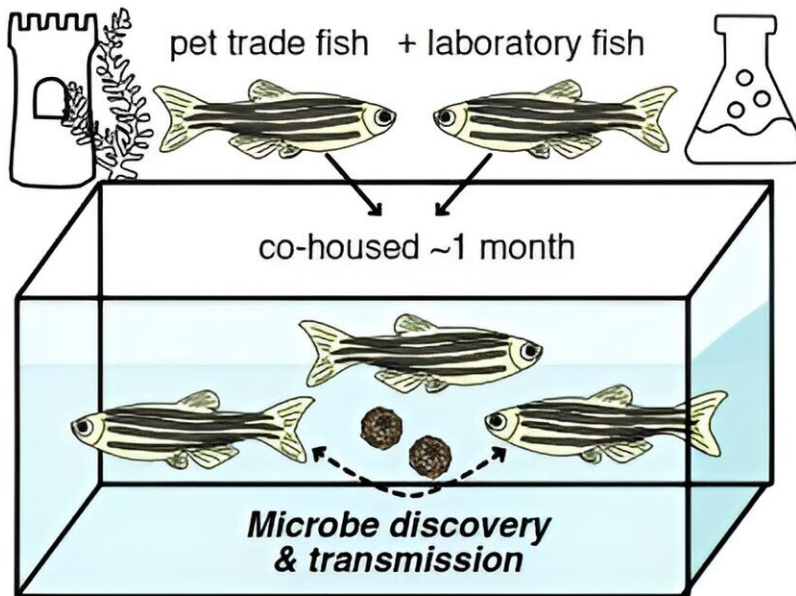 pet trade fish + laboratory fish
co-housed ~1 month
Microbe discovery
& transmission